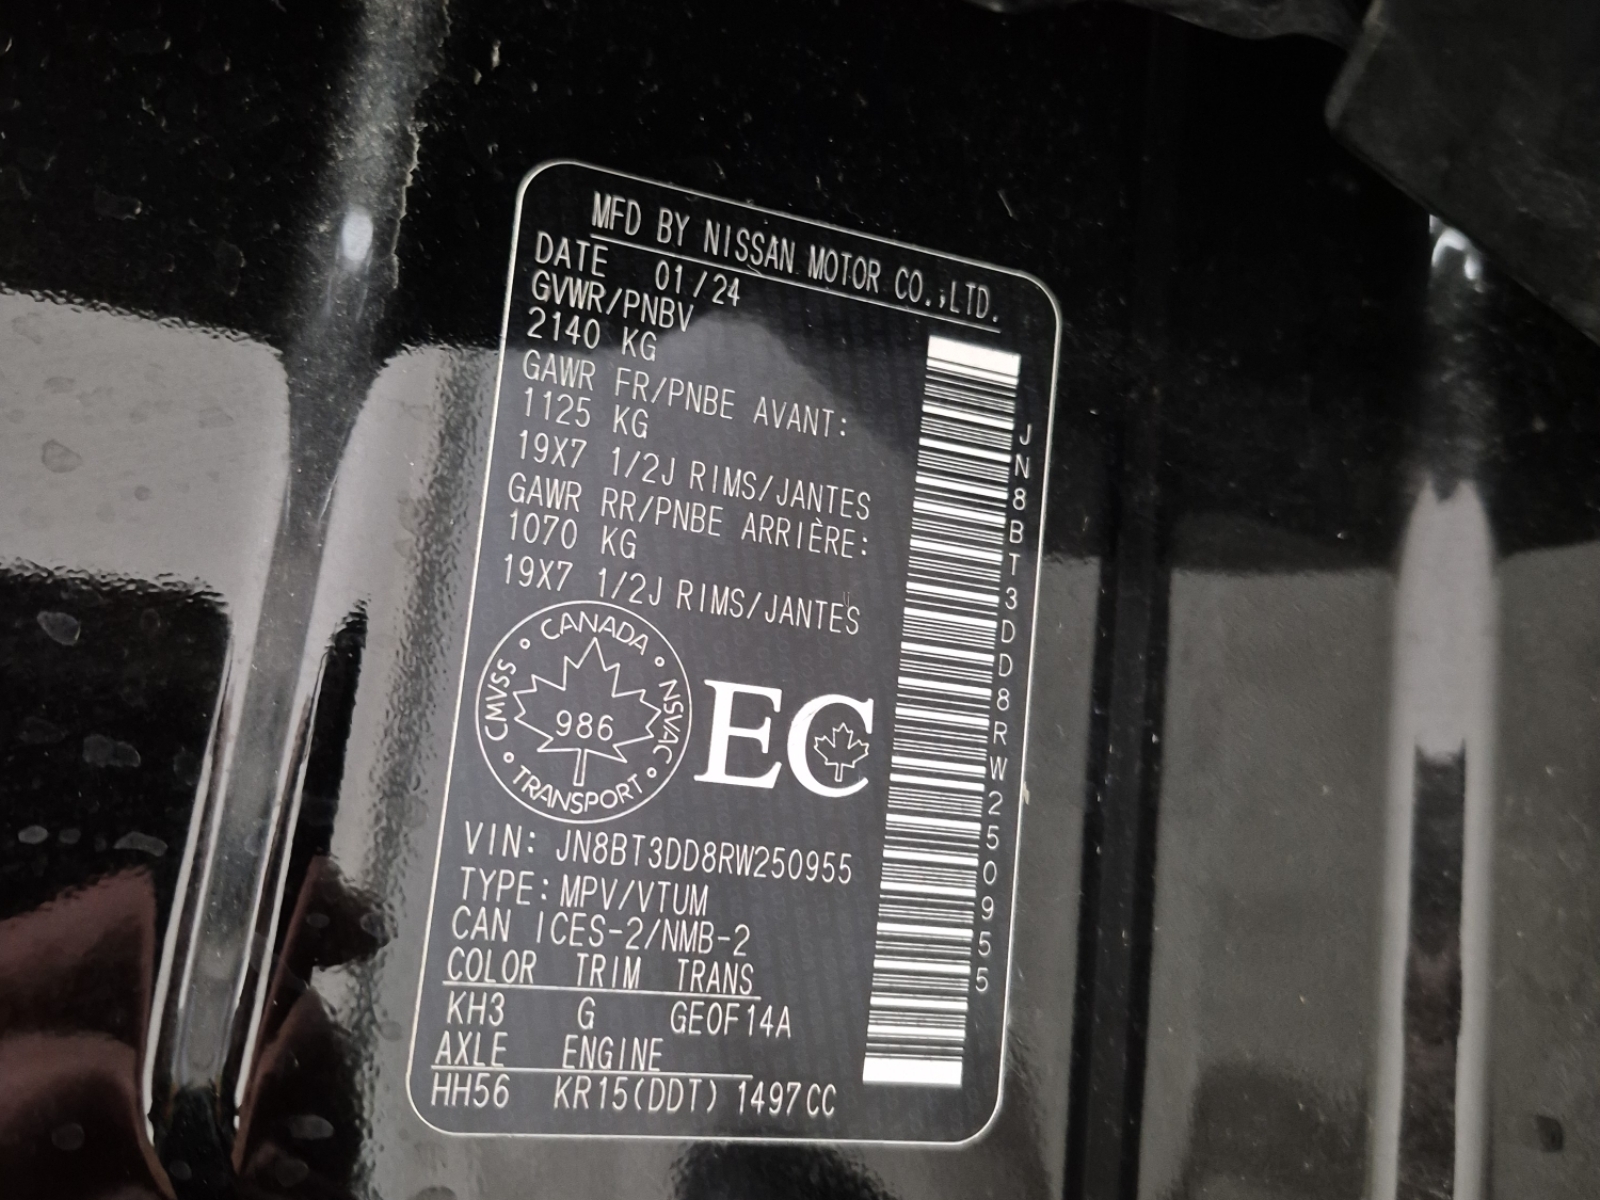 MFD BY NISSAN MOTOR CO.,LTD.
DATE 01/24
GVWR/PNBV
2140 KG
GAWR FR/PNBE AVANT:
1125 KG
19X7 1/2J RIMS/JANTES
GAWR RR/PNBE ARRIÈRE:
1070 KG
19X7 1/2J RIMS/JANTES
CANADA
CMVSS
NSVAC
986
TRANSPORT
EC
VIN: JN8BT3DD8RW250955
TYPE: MPV/VTUM
CAN ICES-2/NMB-2
COLOR TRIM TRANS
KH3 G GE0F14A
AXLE ENGINE
HH56 KR15(DDT) 1497CC
JN8BT3DD8RW250955